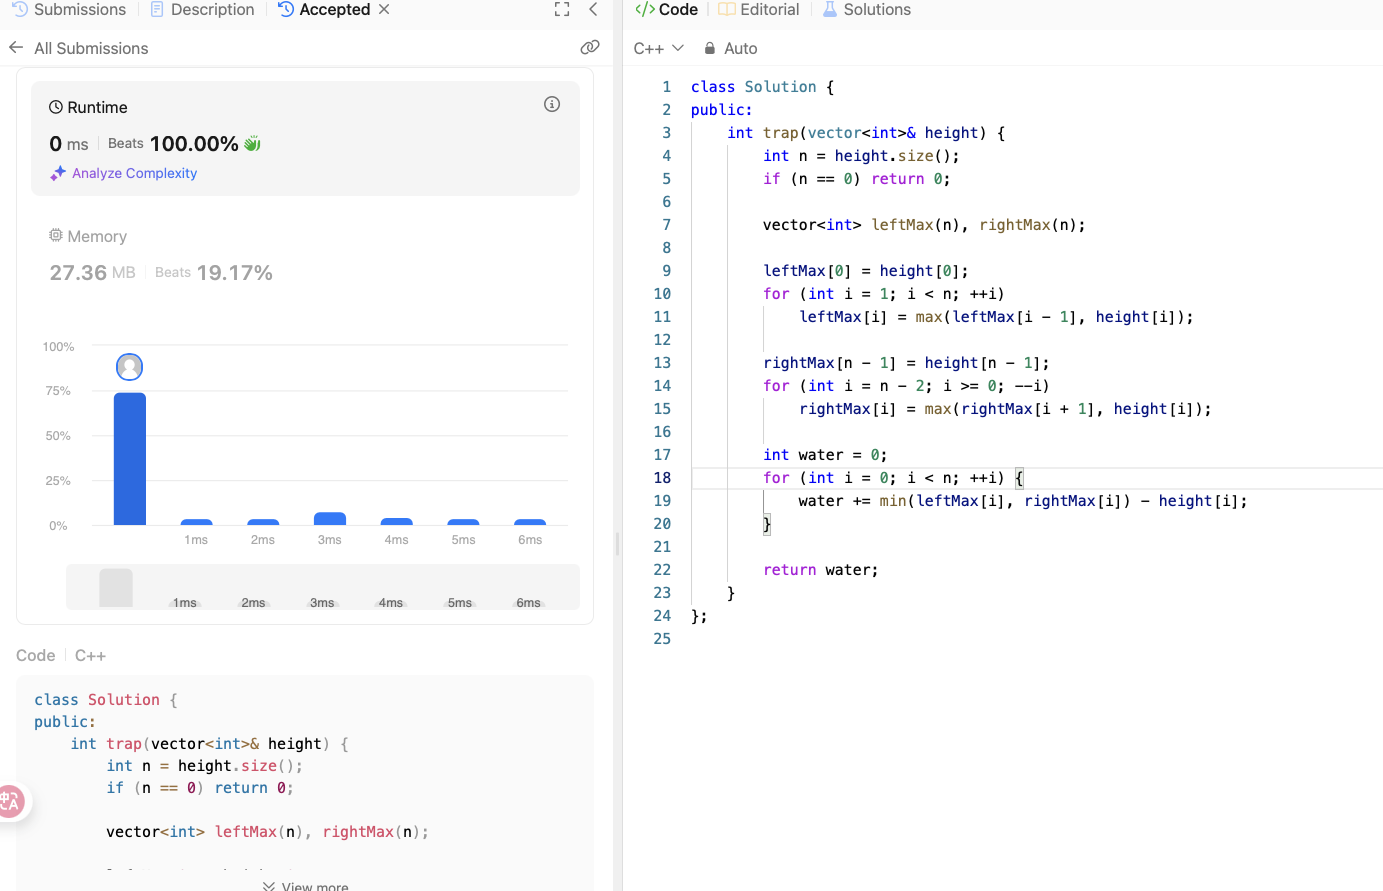 Submissions
Description
Accepted
All Submissions
Runtime
0 ms
Beats 100.00%
Analyze Complexity
Memory
27.36 MB
Beats 19.17%
100%
75%
50%
25%
0%
1ms 2ms 3ms 4ms 5ms 6ms
1ms 2ms 3ms 4ms 5ms 6ms
Code
C++
class Solution {
public:
    int trap(vector<int>& height) {
        int n = height.size();
        if (n == 0) return 0;
        vector<int> leftMax(n), rightMax(n);
View more
中A
</> Code
Editorial
Solutions
C++
Auto
1 class Solution {
2 public:
3     int trap(vector<int>& height) {
4         int n = height.size();
5         if (n == 0) return 0;
6
7         vector<int> leftMax(n), rightMax(n);
8
9         leftMax[0] = height[0];
10         for (int i = 1; i < n; ++i)
11             leftMax[i] = max(leftMax[i - 1], height[i]);
12
13         rightMax[n - 1] = height[n - 1];
14         for (int i = n - 2; i >= 0; --i)
15             rightMax[i] = max(rightMax[i + 1], height[i]);
16
17         int water = 0;
18         for (int i = 0; i < n; ++i) {
19             water += min(leftMax[i], rightMax[i]) - height[i];
20         }
21
22         return water;
23     }
24 };
25